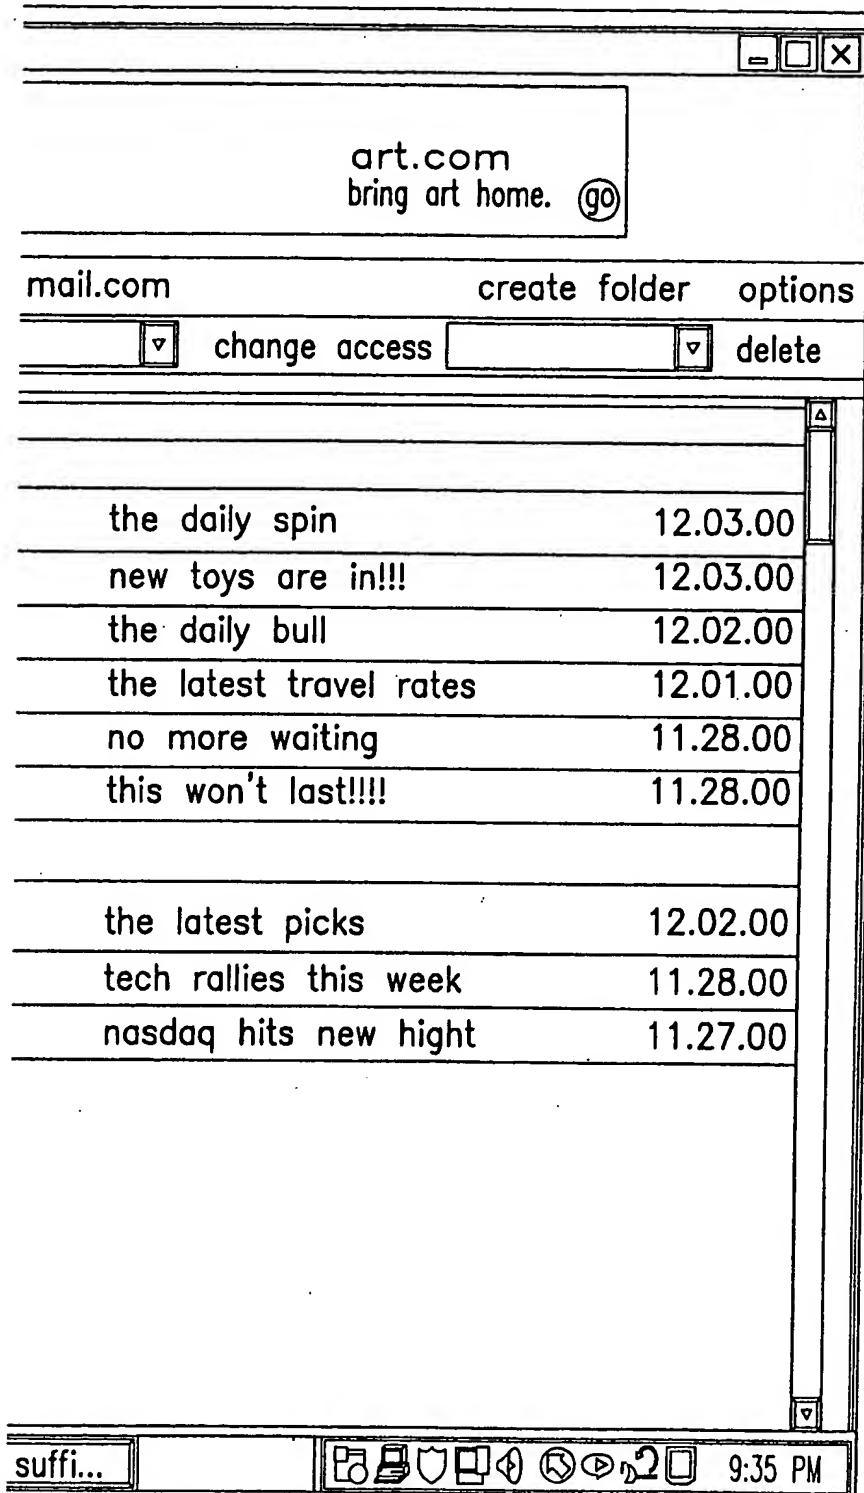 art.com
bring art home. go
mail.com create folder options
change access delete
the daily spin 12.03.00
new toys are in!!! 12.03.00
the daily bull 12.02.00
the latest travel rates 12.01.00
no more waiting 11.28.00
this won't last!!!! 11.28.00
the latest picks 12.02.00
tech rallies this week 11.28.00
nasdaq hits new hight 11.27.00
suffi... 9:35 PM